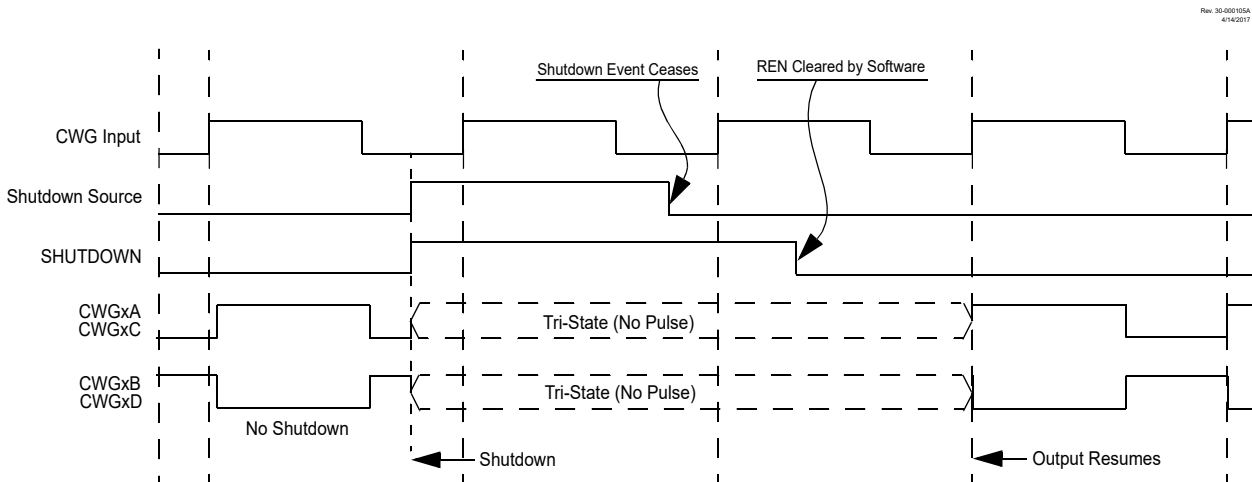 Rev. 30-000105A
4/14/2017
Shutdown Event Ceases
REN Cleared by Software
CWG Input
Shutdown Source
SHUTDOWN
CWGxA
CWGxC
Tri-State (No Pulse)
CWGxB
CWGxD
Tri-State (No Pulse)
No Shutdown
Shutdown
Output Resumes